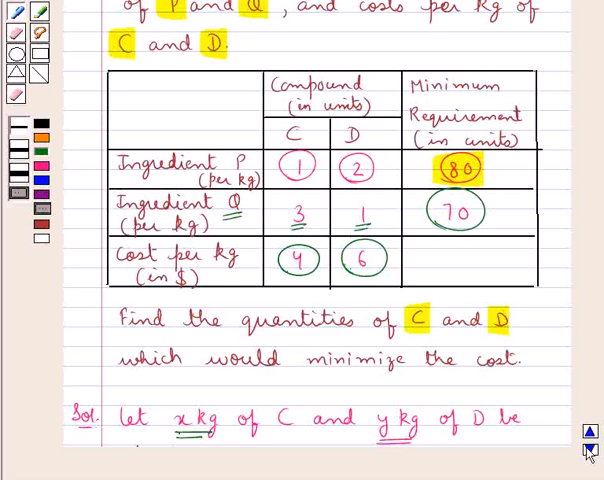 of P and Q, and costs per kg of
C and D.
Compound Minimum
(in units) Requirement
C D (in units)
Ingredient P 1 2 80
(per kg)
Ingredient Q 3 1 70
(per kg)
Cost per kg 4 6
(in $)
Find the quantities of C and D
which would minimize the cost.
Sol. Let x kg of C and y kg of D be